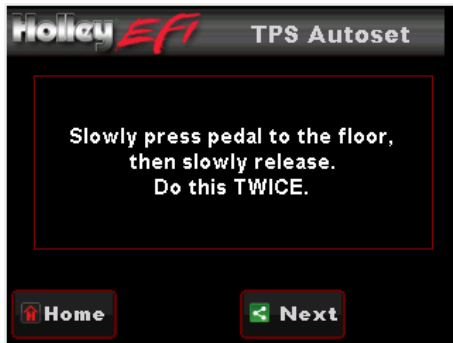 Holley EFI TPS Autoset
Slowly press pedal to the floor,
then slowly release.
Do this TWICE.
Home Next